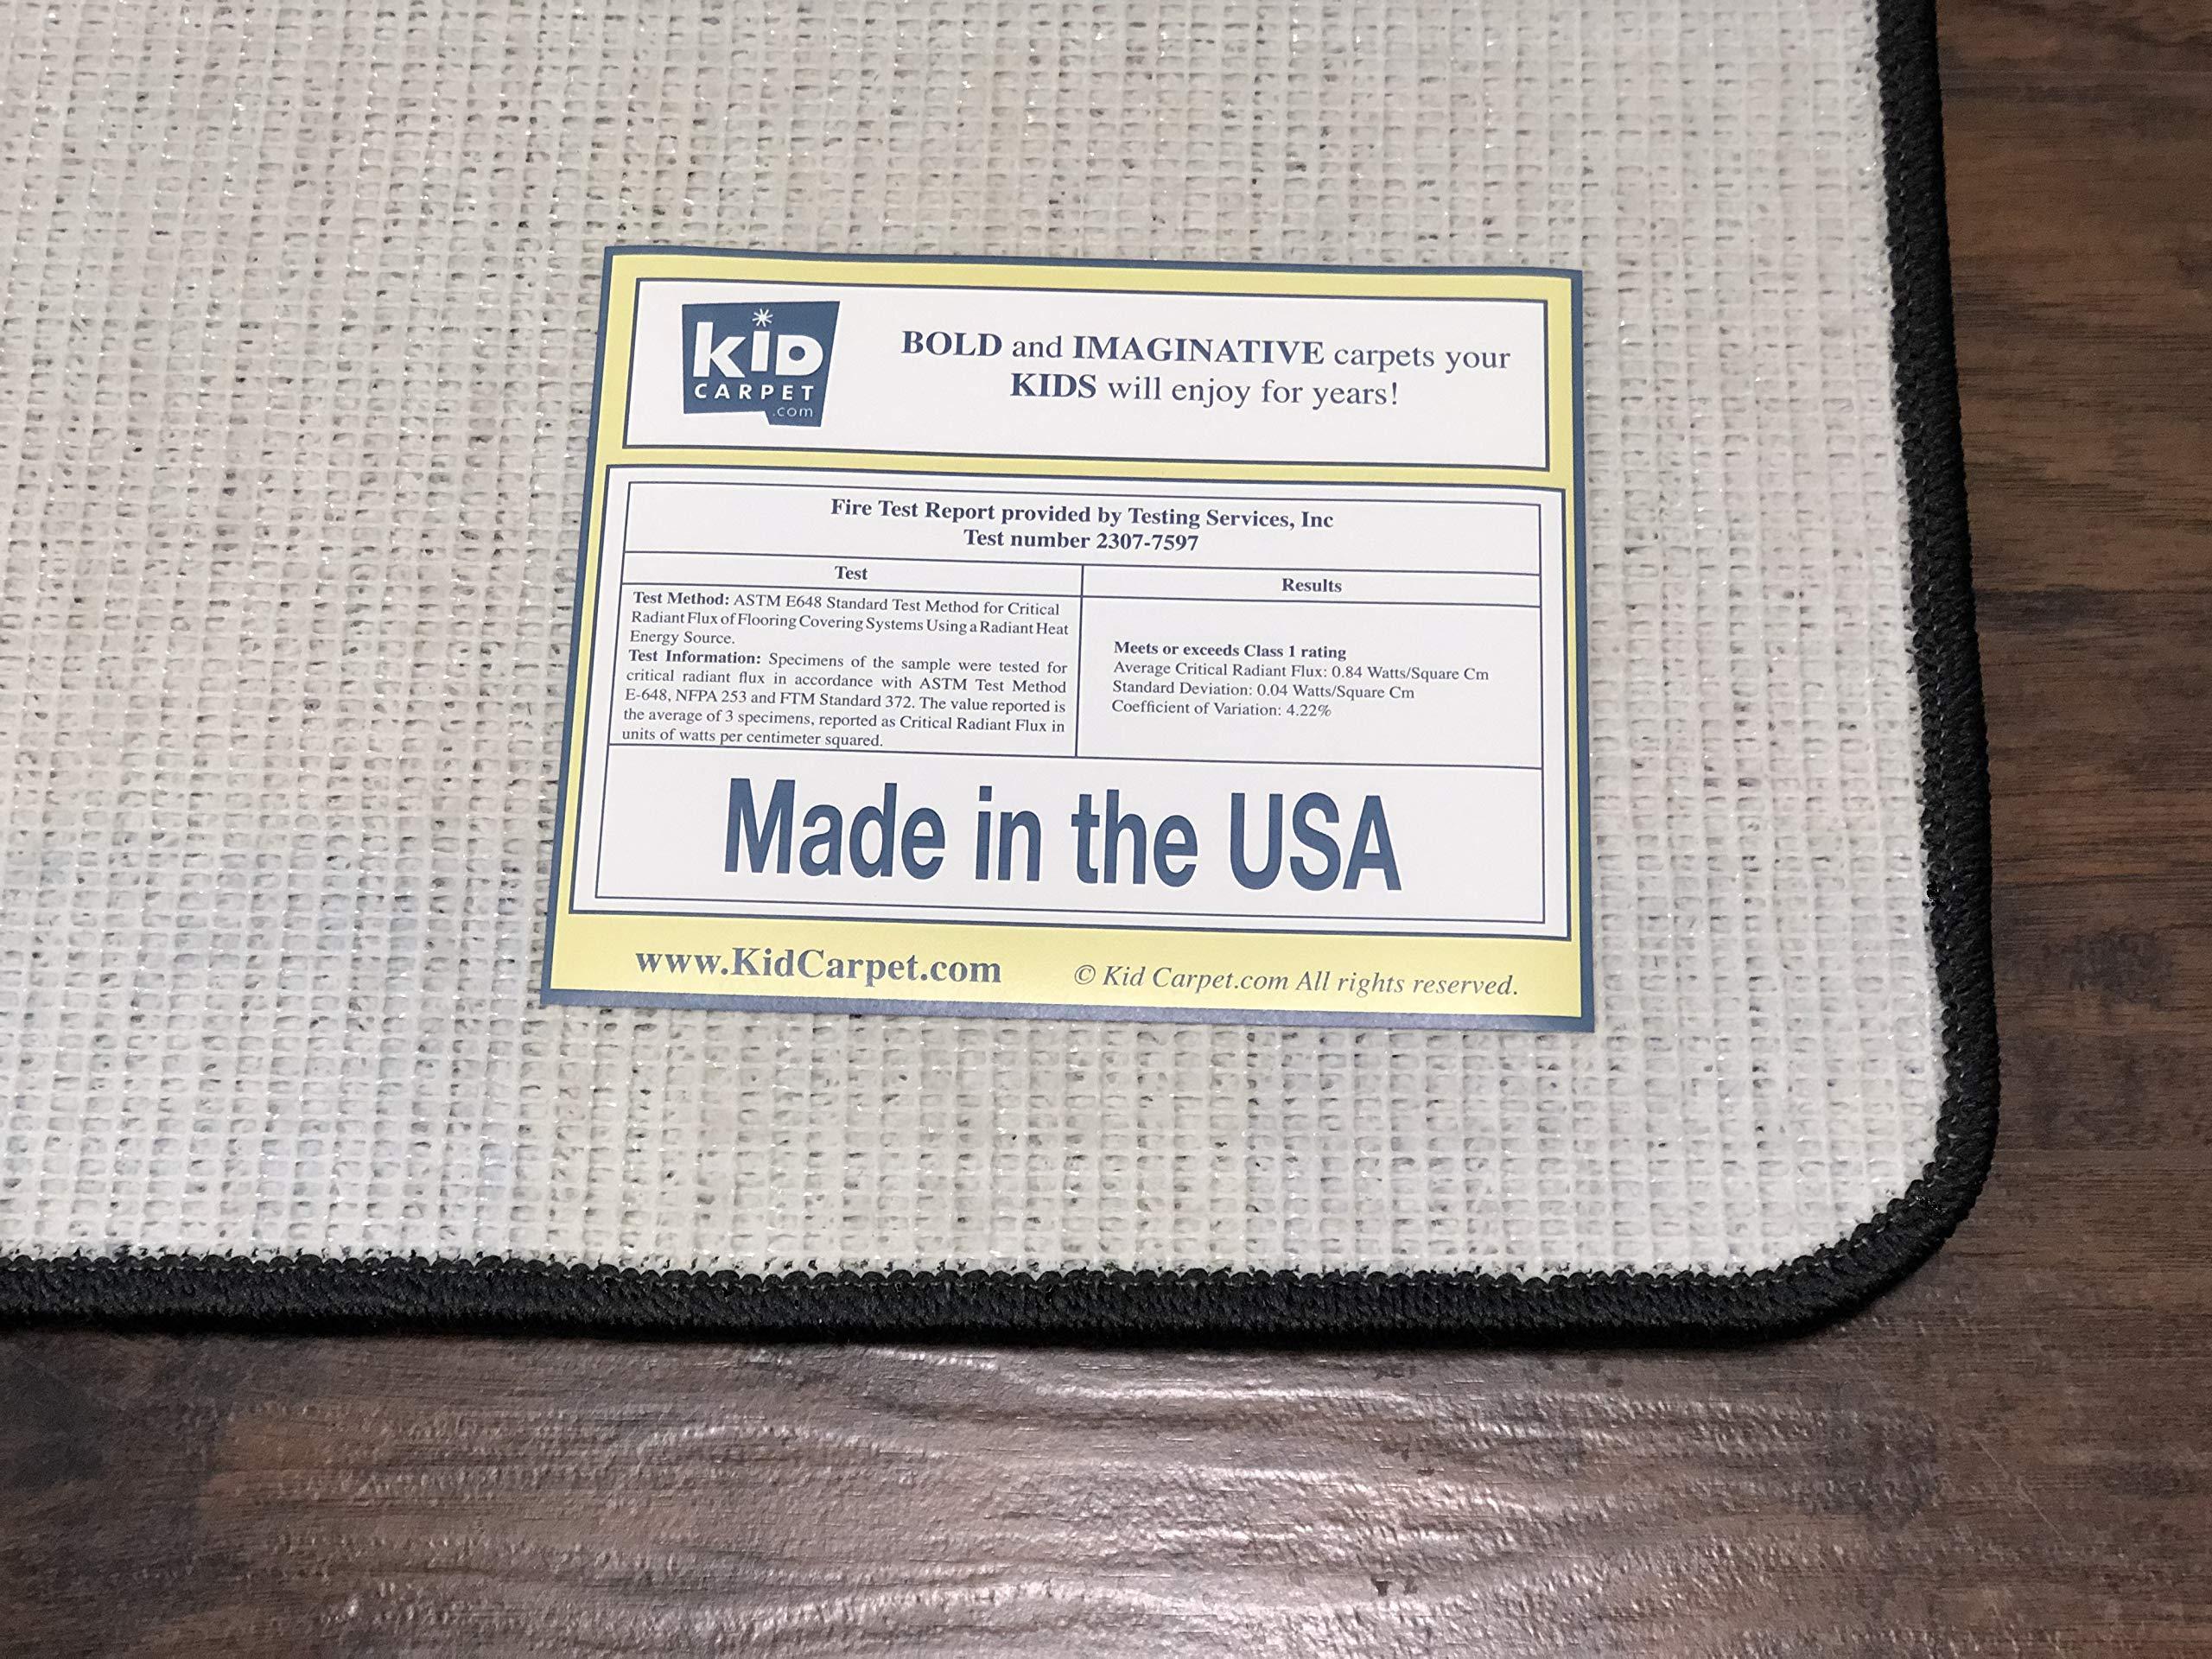 KID
CARPET
.com
BOLD and IMAGINATIVE carpets your
KIDS will enjoy for years!
Fire Test Report provided by Testing Services, Inc
Test number 2307-7597
Test
Results
Test Method: ASTM E648 Standard Test Method for Critical
Radiant Flux of Flooring Covering Systems Using a Radiant Heat
Energy Source.
Test Information: Specimens of the sample were tested for
critical radiant flux in accordance with ASTM Test Method
E-648, NFPA 253 and FTM Standard 372. The value reported is
the average of 3 specimens, reported as Critical Radiant Flux in
units of watts per centimeter squared.
Meets or exceeds Class 1 rating
Average Critical Radiant Flux: 0.84 Watts/Square Cm
Standard Deviation: 0.04 Watts/Square Cm
Coefficient of Variation: 4.22%
Made in the USA
www.KidCarpet.com
© Kid Carpet.com All rights reserved.